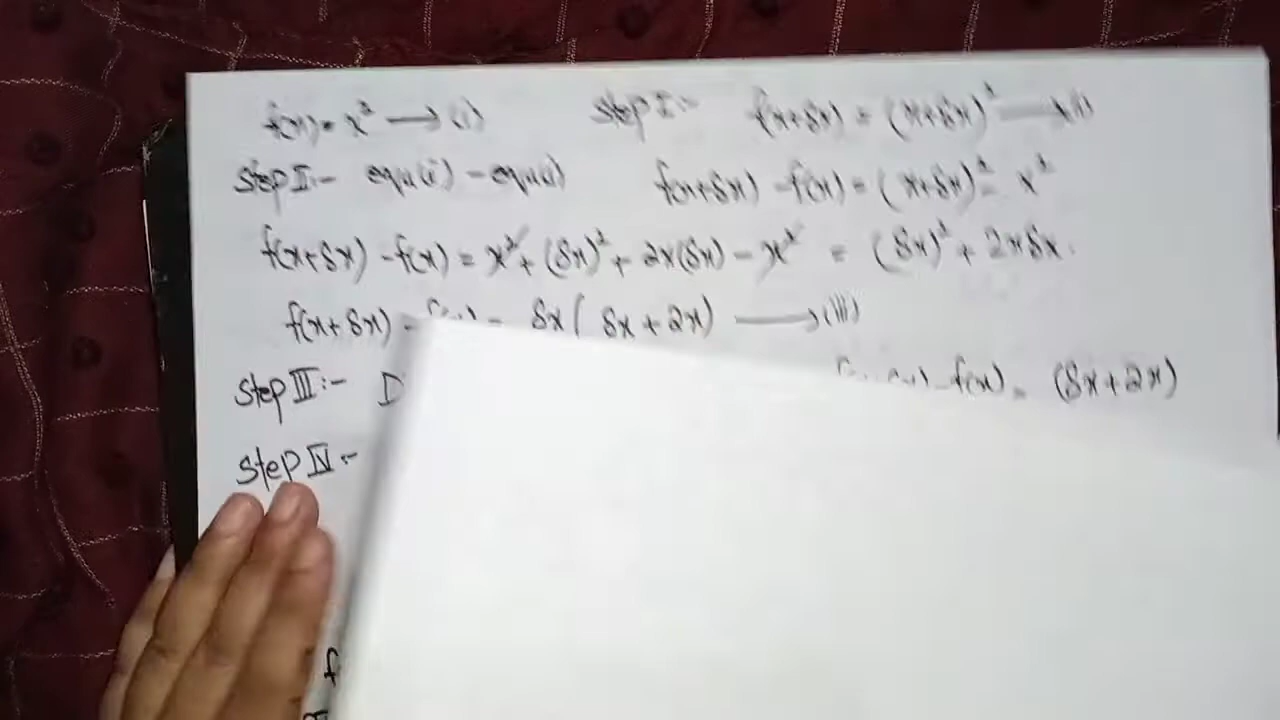 f(x) = x² ⟶ (i) Step I:- f(x+δx) = (x+δx)² ⟶ (ii)
Step II:- equ(ii) - equ(i) f(x+δx) - f(x) = (x+δx)² - x²
f(x+δx) - f(x) = x² + (δx)² + 2x(δx) - x² = (δx)² + 2xδx.
f(x+δx) - δx( δx + 2x) ⟶ (iii)
Step III:- D - f(x) = (δx+2x)
Step IV:-
f